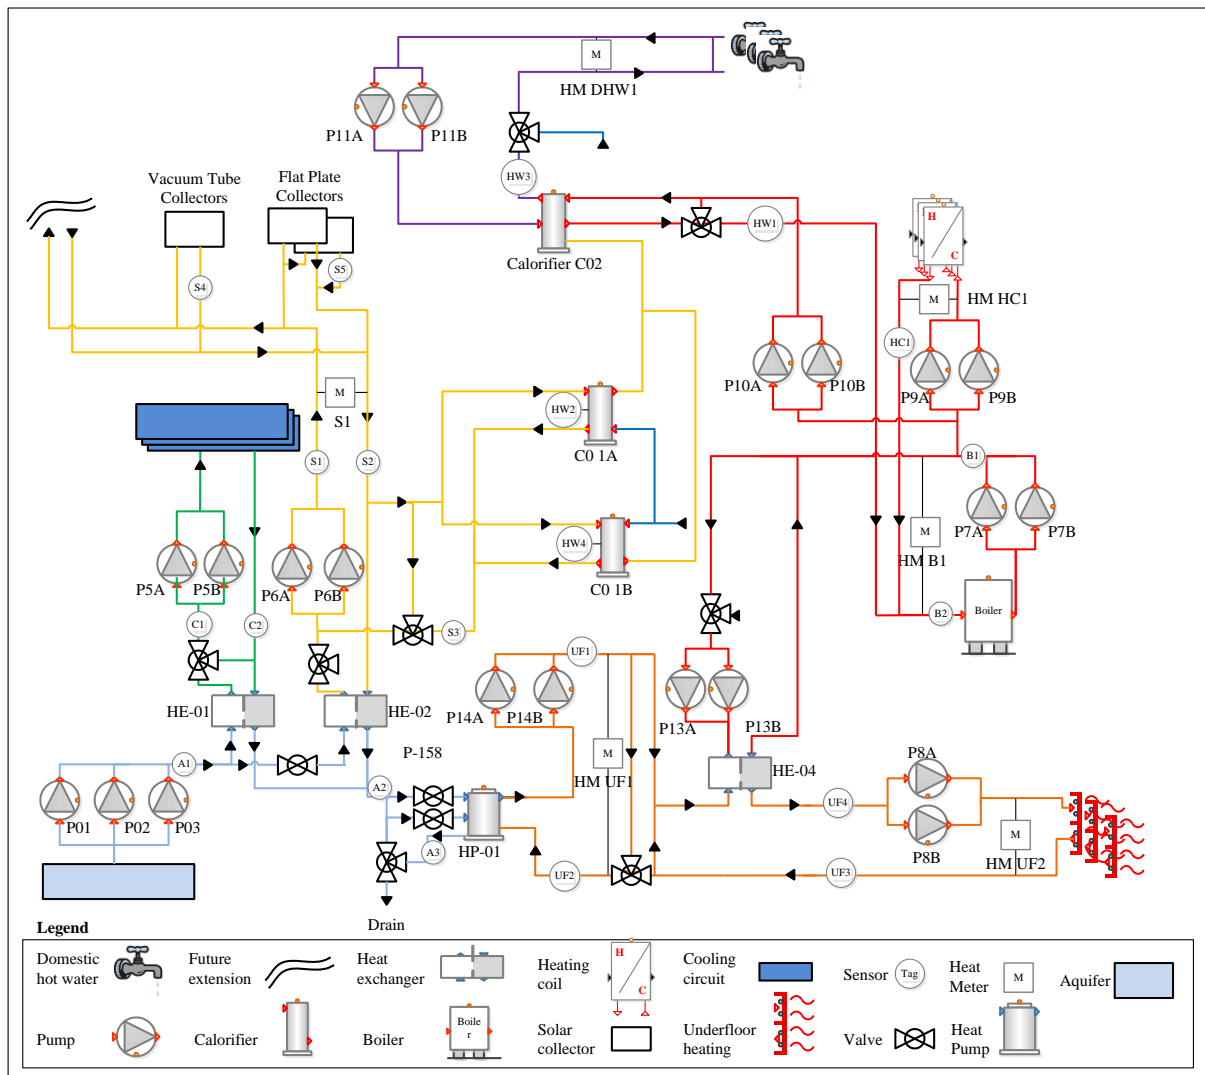 M
HM DHW1
P11A
P11B
HW3
Vacuum Tube
Collectors
Flat Plate
Collectors
S5
S4
HW1
Calorifier C02
H
C
M
HM HC1
HC1
P10A
P10B
P9A
P9B
M
S1
HW2
C0 1A
S1
S2
B1
P7A
P7B
M
HM B1
HW4
C0 1B
P5A
P5B
P6A
P6B
C1
C2
S3
B2
Boiler
UF1
P14A
P14B
P13A
P13B
HE-01
HE-02
P-158
M
HM UF1
HE-04
P8A
A1
A2
UF4
P01
P02
P03
HP-01
A3
P8B
M
HM UF2
UF2
UF3
Drain
Legend
Domestic
hot water
Future
extension
Heat
exchanger
Heating
coil
H
C
Cooling
circuit
Sensor
Tag
Heat
Meter
M
Aquifer
Pump
Calorifier
Boiler
Boile
r
Solar
collector
Underfloor
heating
Valve
Heat
Pump